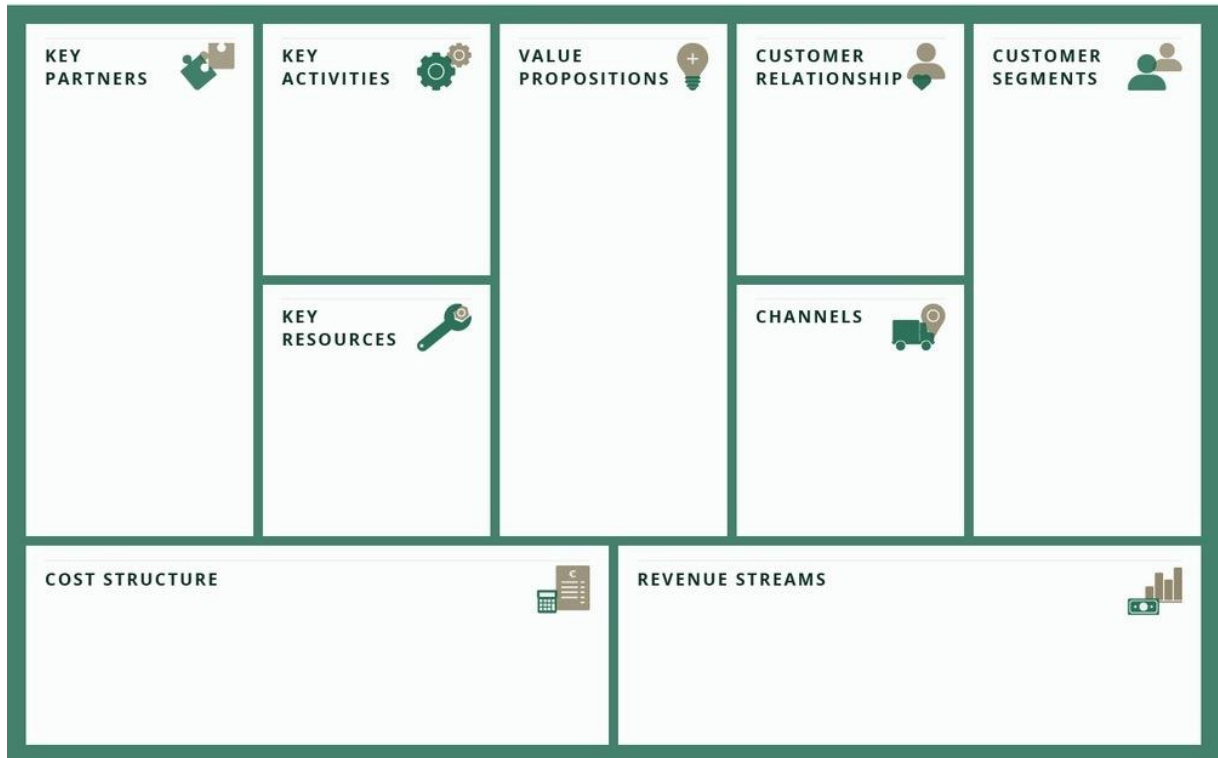 KEY
PARTNERS
KEY
ACTIVITIES
KEY
RESOURCES
VALUE
PROPOSITIONS
CUSTOMER
RELATIONSHIP
CHANNELS
CUSTOMER
SEGMENTS
COST STRUCTURE
€
REVENUE STREAMS